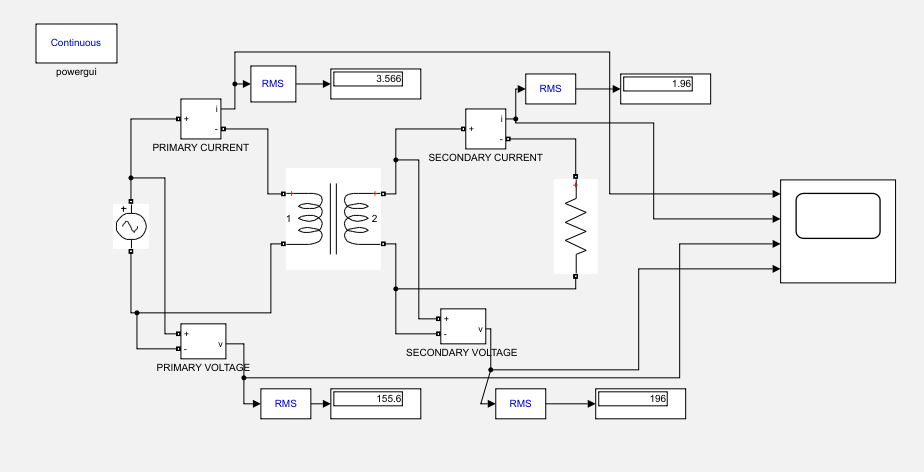 Continuous
powergui
RMS
3.566
RMS
1.96
i
+
-
PRIMARY CURRENT
i
+
-
SECONDARY CURRENT
+
+
+
1
2
+
+
-
v
PRIMARY VOLTAGE
+
-
v
SECONDARY VOLTAGE
RMS
155.6
RMS
196